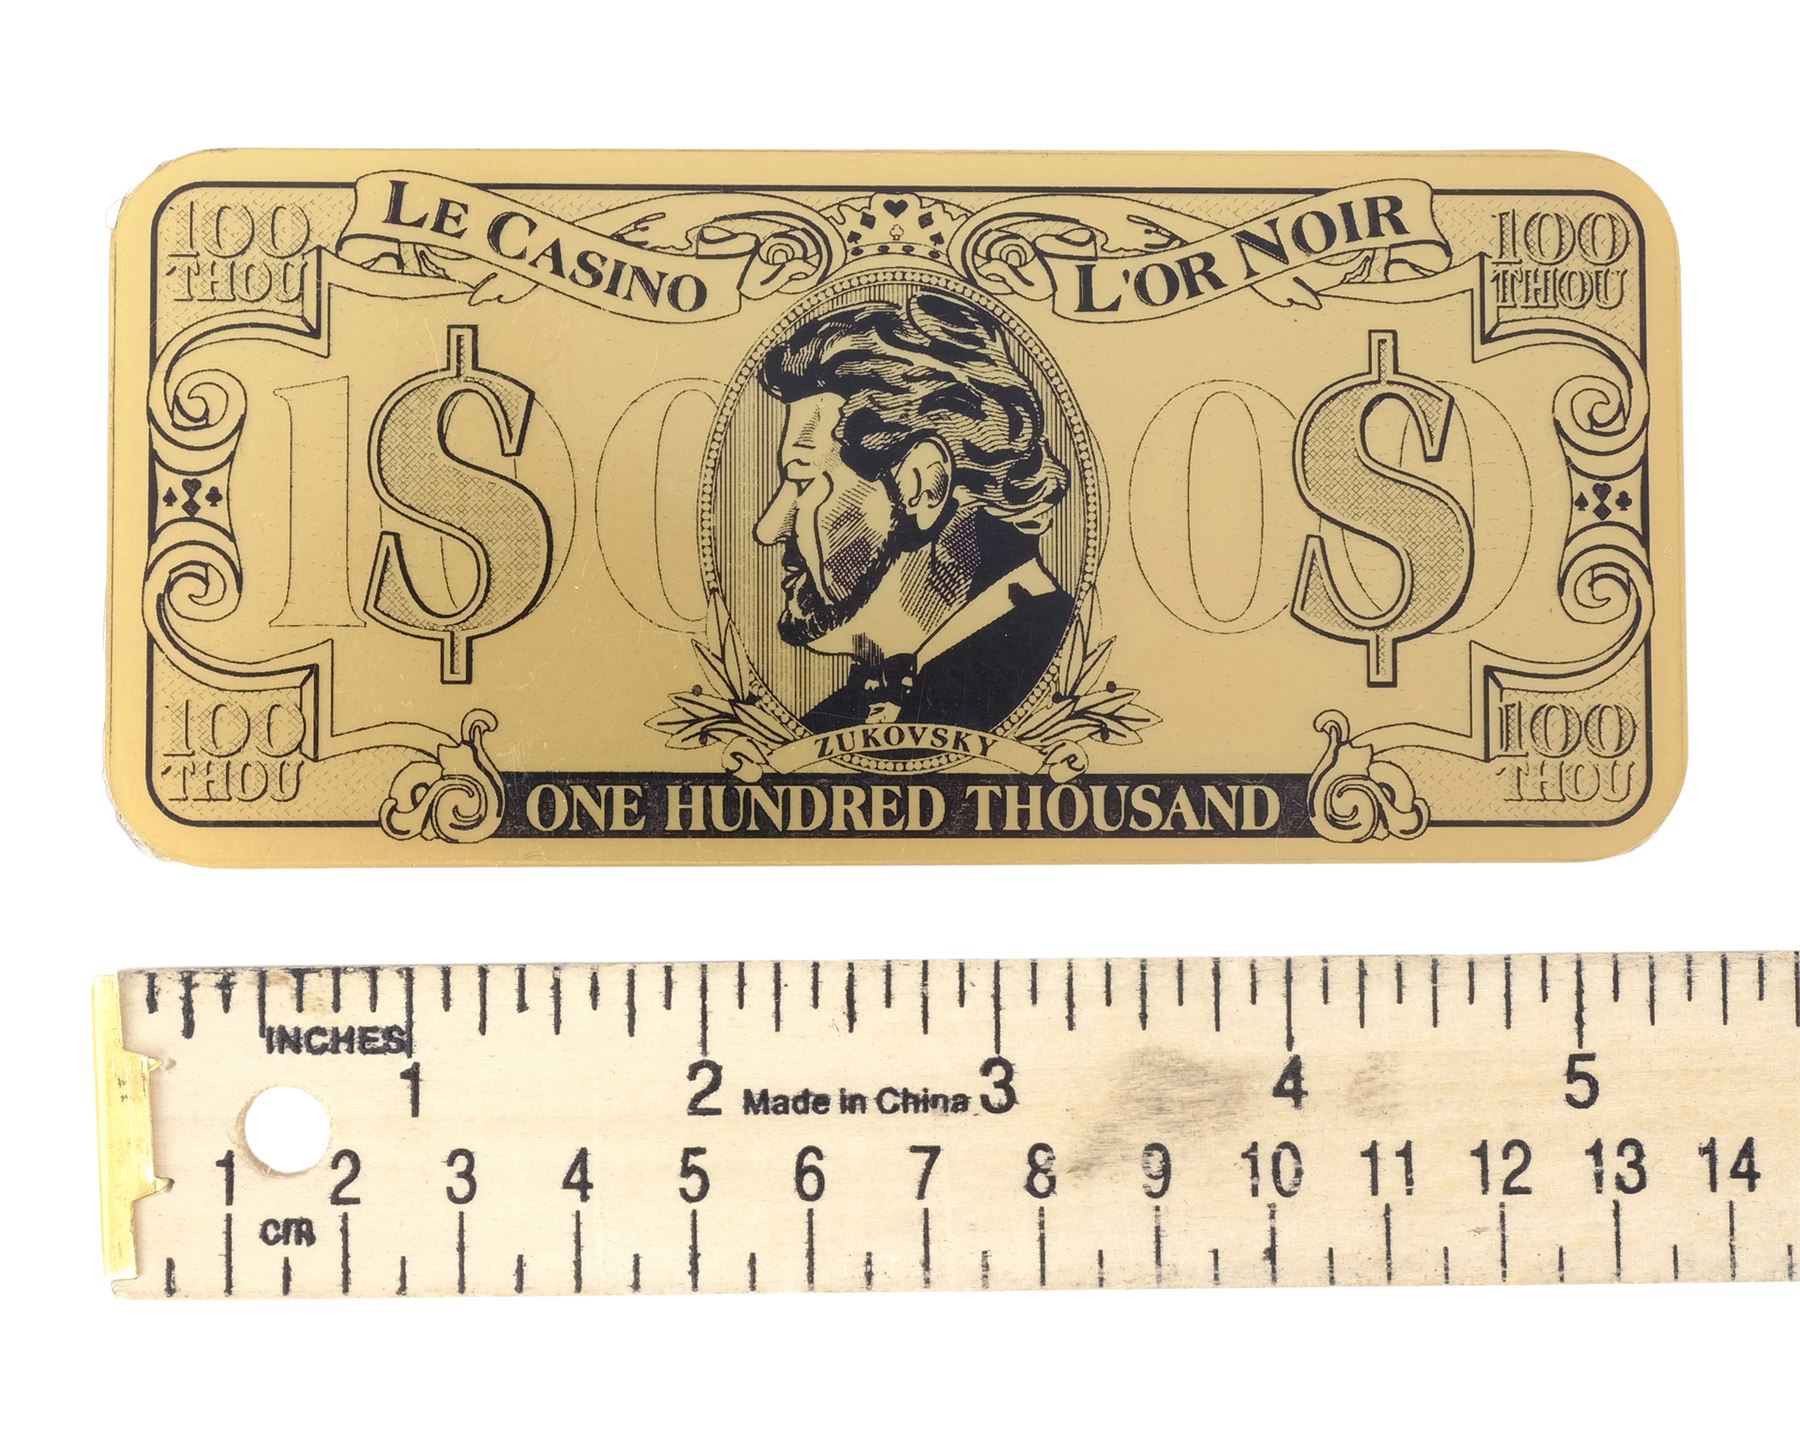 LE CASINO L'OR NOIR
100 THOU
100 THOU
$ 1000 $
100 THOU
100 THOU
ZUKOVSKY
ONE HUNDRED THOUSAND
INCHES
1 2 3 4 5
Made in China
1 2 3 4 5 6 7 8 9 10 11 12 13 14
cm